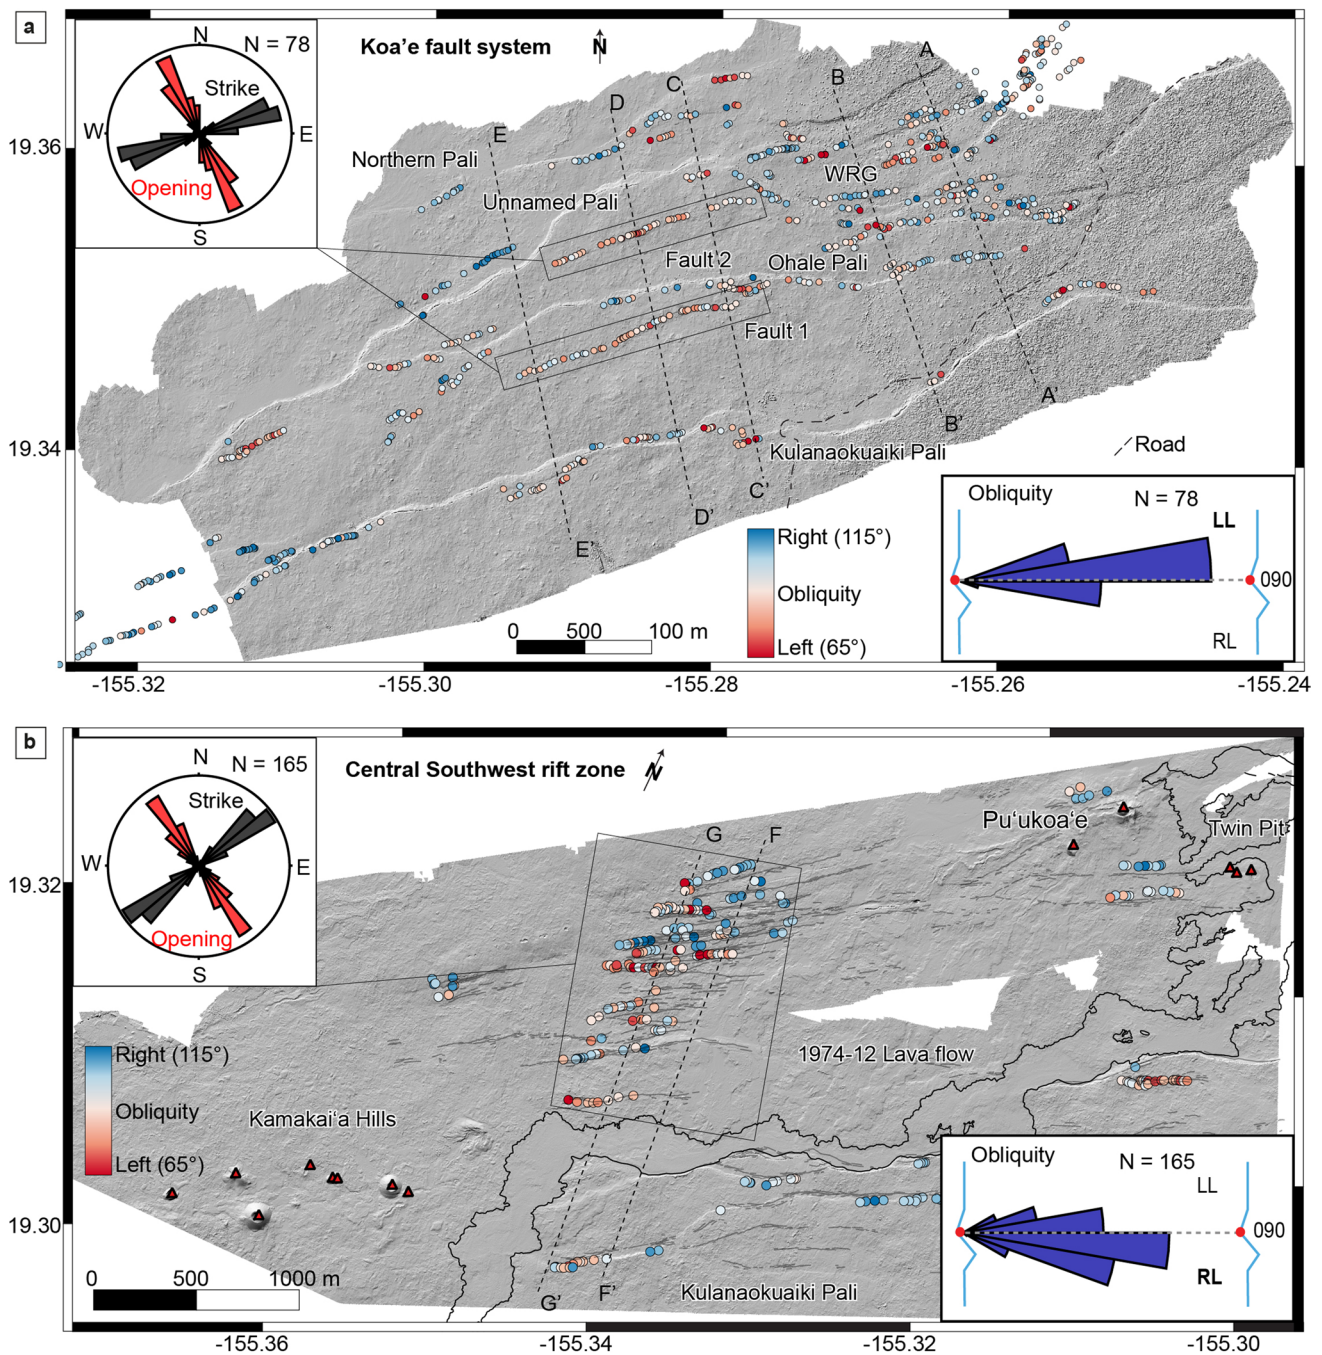 a
N
N = 78
Strike
W
E
Opening
S
Koa’e fault system
N
A
B
C
D
E
19.36
Northern Pali
WRG
Unnamed Pali
Fault 2
Ohale Pali
Fault 1
A'
B'
19.34
Road
Kulanaokuaiki Pali
C'
D'
E'
Right (115°)
Obliquity
Left (65°)
0 500 100 m
Obliquity
N = 78
LL
090
RL
-155.32 -155.30 -155.28 -155.26 -155.24
b
N
N = 165
Strike
W
E
Opening
S
Central Southwest rift zone
N
G
F
Pu‘ukoa‘e
Twin Pit
19.32
1974-12 Lava flow
Right (115°)
Obliquity
Left (65°)
Kamakai‘a Hills
19.30
0 500 1000 m
G'
F'
Kulanaokuaiki Pali
Obliquity
N = 165
LL
090
RL
-155.36 -155.34 -155.32 -155.30